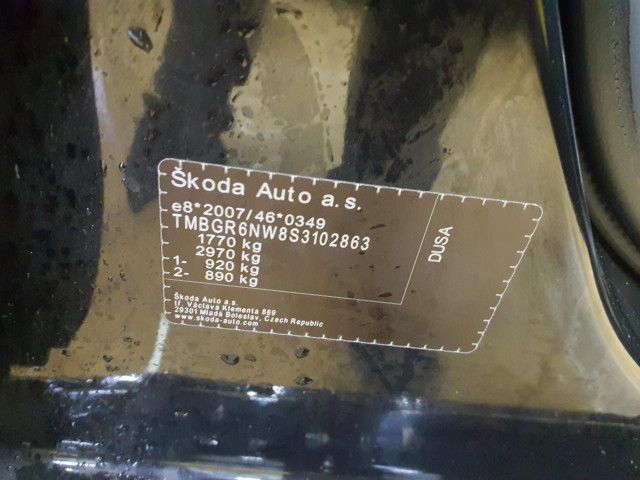 Škoda Auto a.s.
e8*2007/46*0349
TMBGR6NW8S3102863
1770 kg
2970 kg
1- 920 kg
2- 890 kg
DUSA
Škoda Auto a.s.
tř. Václava Klementa 869
29301 Mladá Boleslav, Czech Republic
www.skoda-auto.com